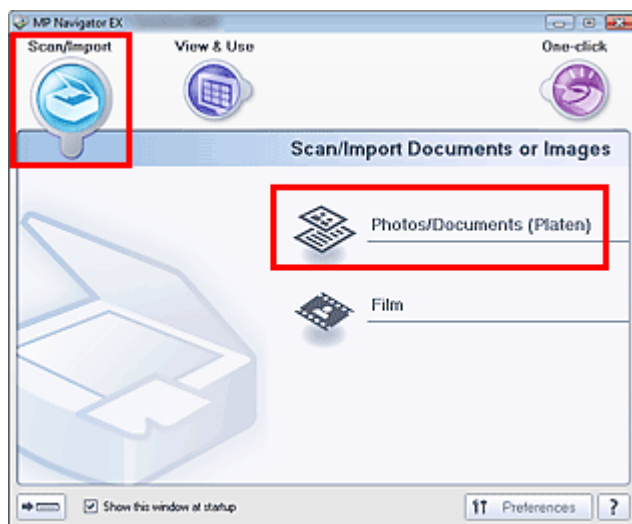 MP Navigator EX
Scan/Import View & Use One-click
Scan/Import Documents or Images
Photos/Documents (Platen)
Film
Show this window at startup Preferences ?